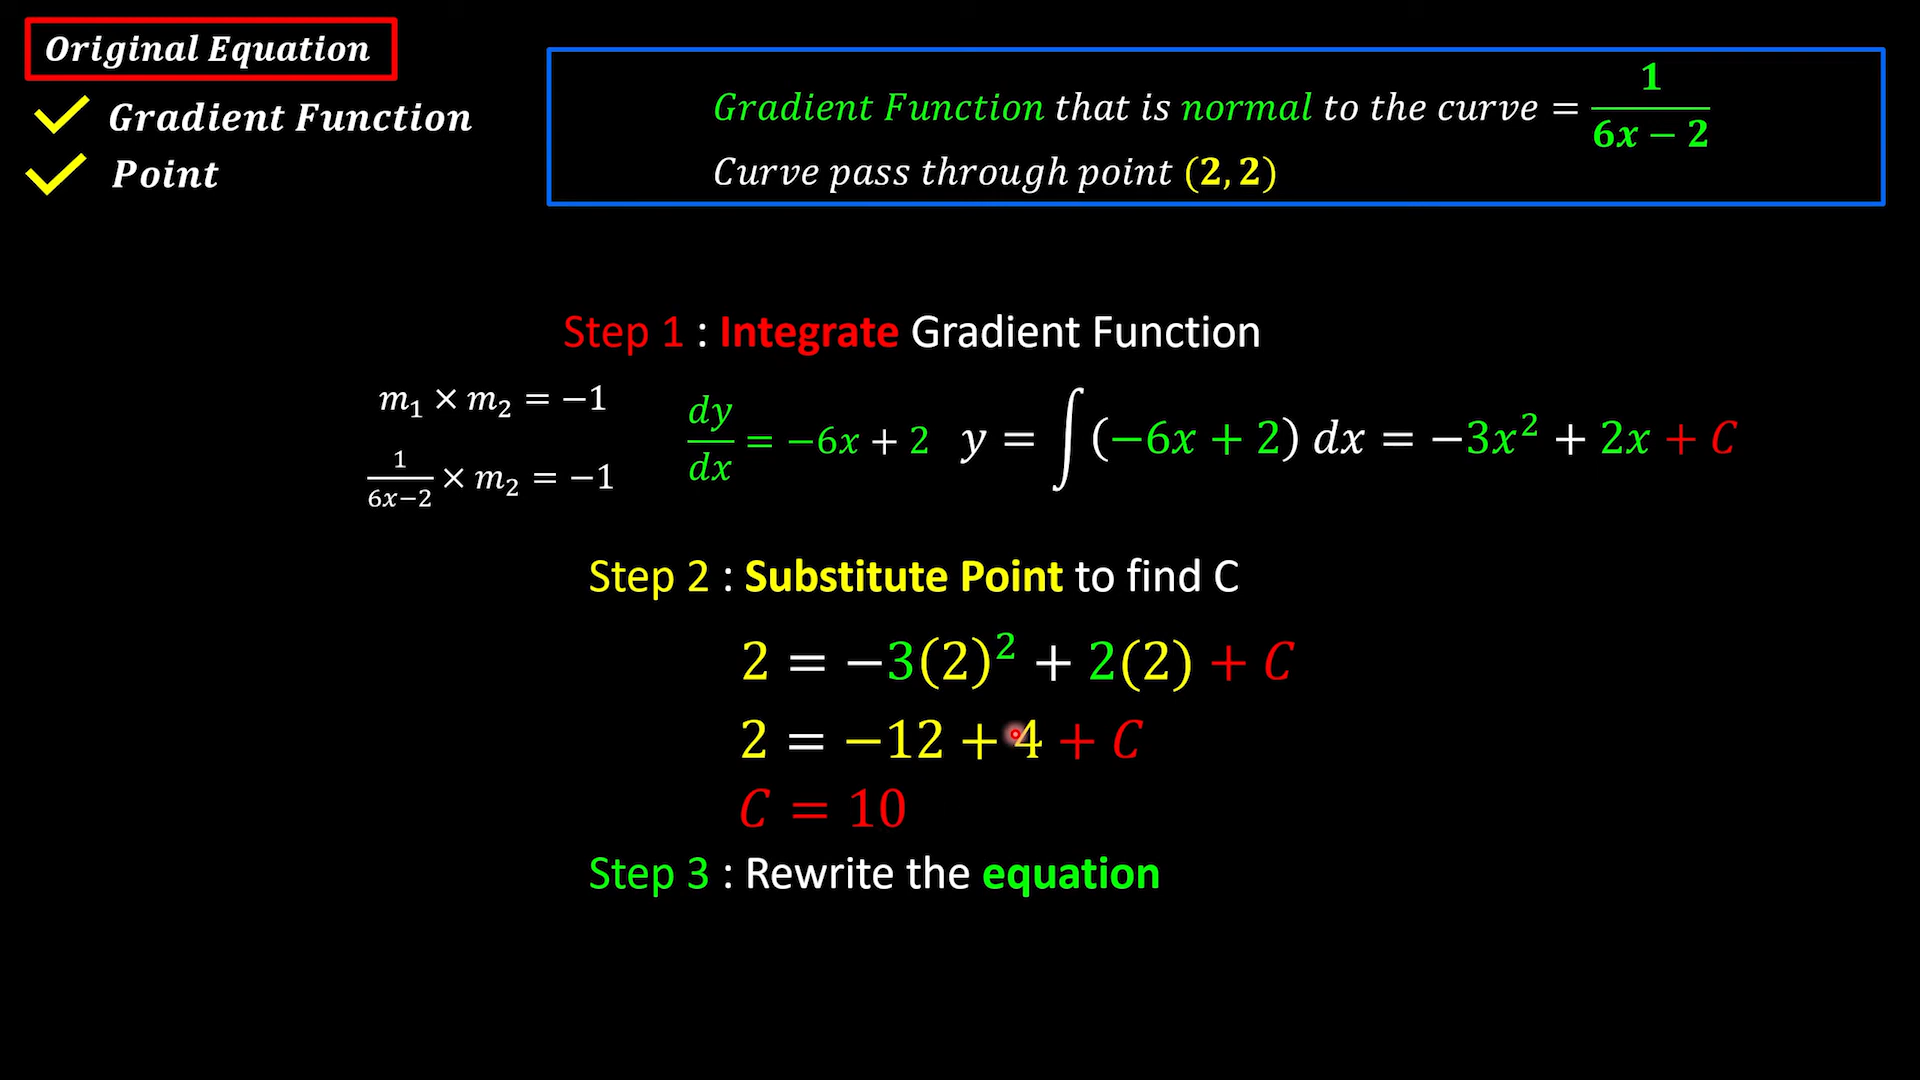 Original Equation
Gradient Function
Point
Gradient Function that is normal to the curve = 1/(6x − 2)
Curve pass through point (2, 2)
Step 1 : Integrate Gradient Function
m₁ × m₂ = −1
1/(6x−2) × m₂ = −1
dy/dx = −6x + 2 y = ∫(−6x + 2) dx = −3x² + 2x + C
Step 2 : Substitute Point to find C
2 = −3(2)² + 2(2) + C
2 = −12 + 4 + C
C = 10
Step 3 : Rewrite the equation